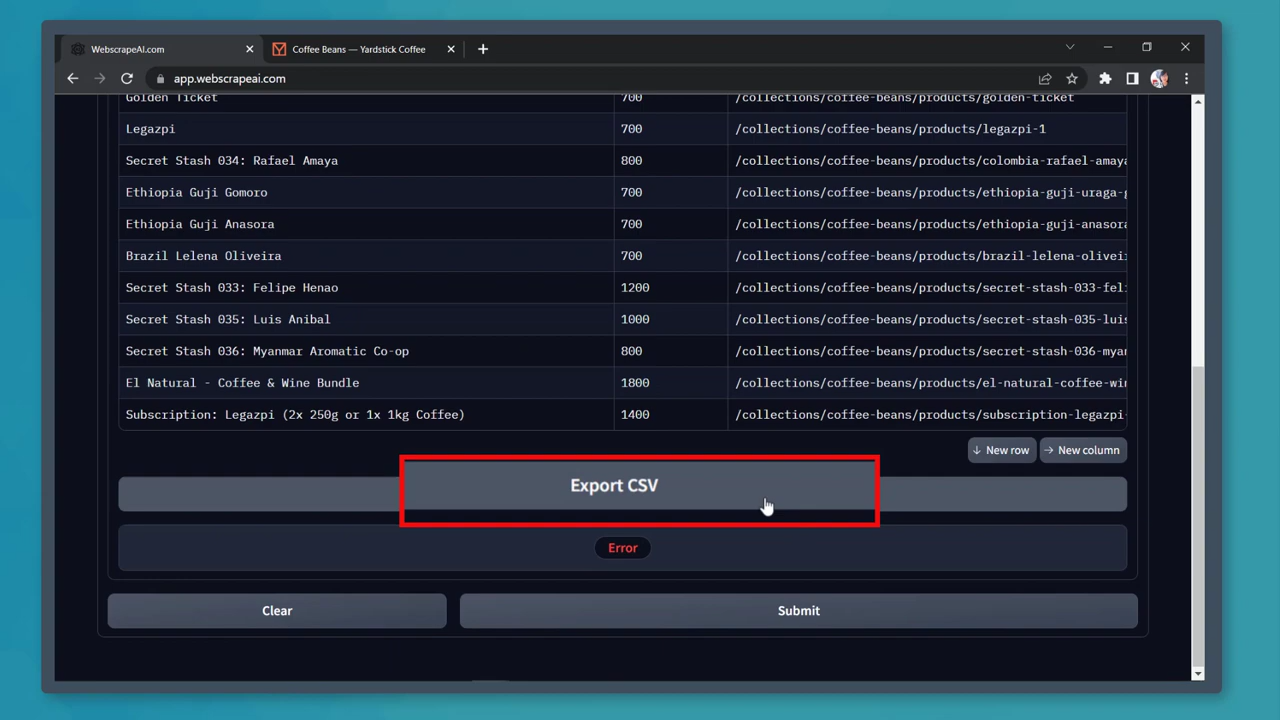 WebscrapeAI.com
Coffee Beans — Yardstick Coffee
app.webscrapeai.com
Golden Ticket 700 /collections/coffee-beans/products/golden-ticket
Legazpi 700 /collections/coffee-beans/products/legazpi-1
Secret Stash 034: Rafael Amaya 800 /collections/coffee-beans/products/colombia-rafael-amaya
Ethiopia Guji Gomoro 700 /collections/coffee-beans/products/ethiopia-guji-uraga-g
Ethiopia Guji Anasora 700 /collections/coffee-beans/products/ethiopia-guji-anasora
Brazil Lelena Oliveira 700 /collections/coffee-beans/products/brazil-lelena-olivei
Secret Stash 033: Felipe Henao 1200 /collections/coffee-beans/products/secret-stash-033-feli
Secret Stash 035: Luis Anibal 1000 /collections/coffee-beans/products/secret-stash-035-luis
Secret Stash 036: Myanmar Aromatic Co-op 800 /collections/coffee-beans/products/secret-stash-036-myan
El Natural - Coffee & Wine Bundle 1800 /collections/coffee-beans/products/el-natural-coffee-win
Subscription: Legazpi (2x 250g or 1x 1kg Coffee) 1400 /collections/coffee-beans/products/subscription-legazpi-
↓ New row → New column
Export CSV
Error
Clear Submit